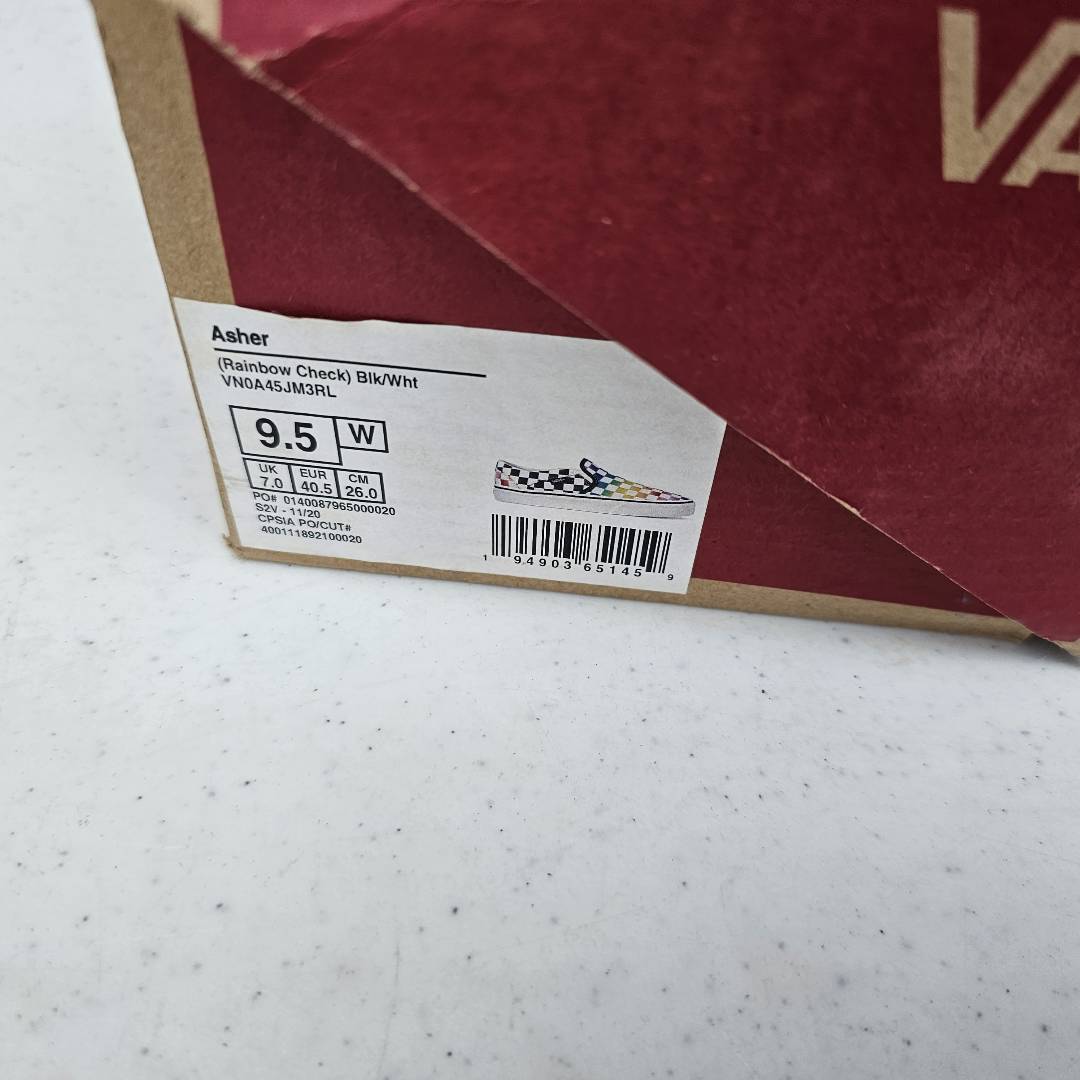 VA
Asher
(Rainbow Check) Blk/Wht
VN0A45JM3RL
9.5 W
UK EUR CM
7.0 40.5 26.0
PO# 0140087965000020
S2V - 11/20
CPSIA PO/CUT#
400111892100020
1 94903 65145 9